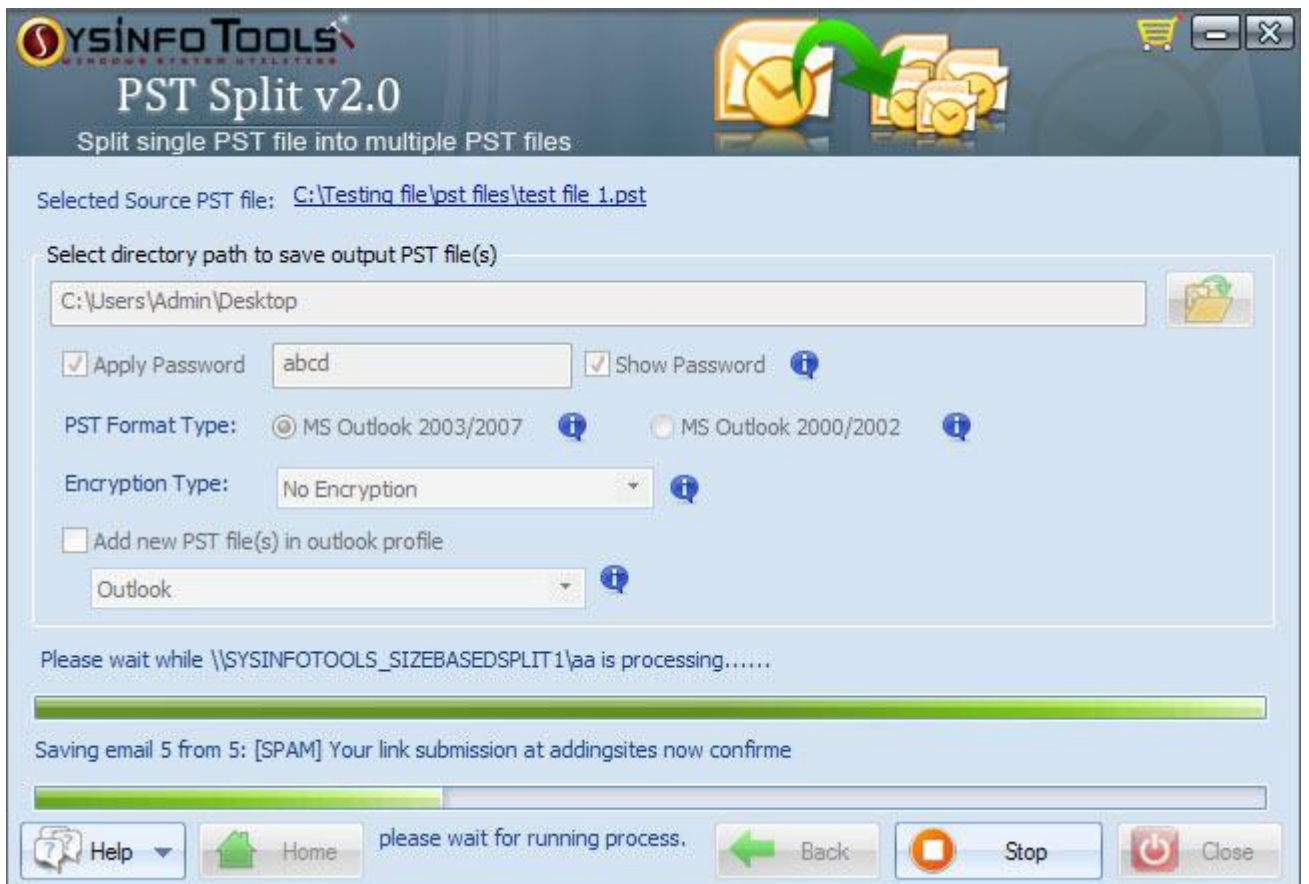 SYSINFO TOOLS
WINDOWS SYSTEM UTILITIES
PST Split v2.0
Split single PST file into multiple PST files
Selected Source PST file: C:\Testing file\pst files\test file 1.pst
Select directory path to save output PST file(s)
C:\Users\Admin\Desktop
Apply Password abcd Show Password
PST Format Type: MS Outlook 2003/2007 MS Outlook 2000/2002
Encryption Type: No Encryption
Add new PST file(s) in outlook profile
Outlook
Please wait while \\SYSINFOTOOLS_SIZEBASEDSPLIT1\aa is processing......
Saving email 5 from 5: [SPAM] Your link submission at addingsites now confirme
Help Home please wait for running process. Back Stop Close